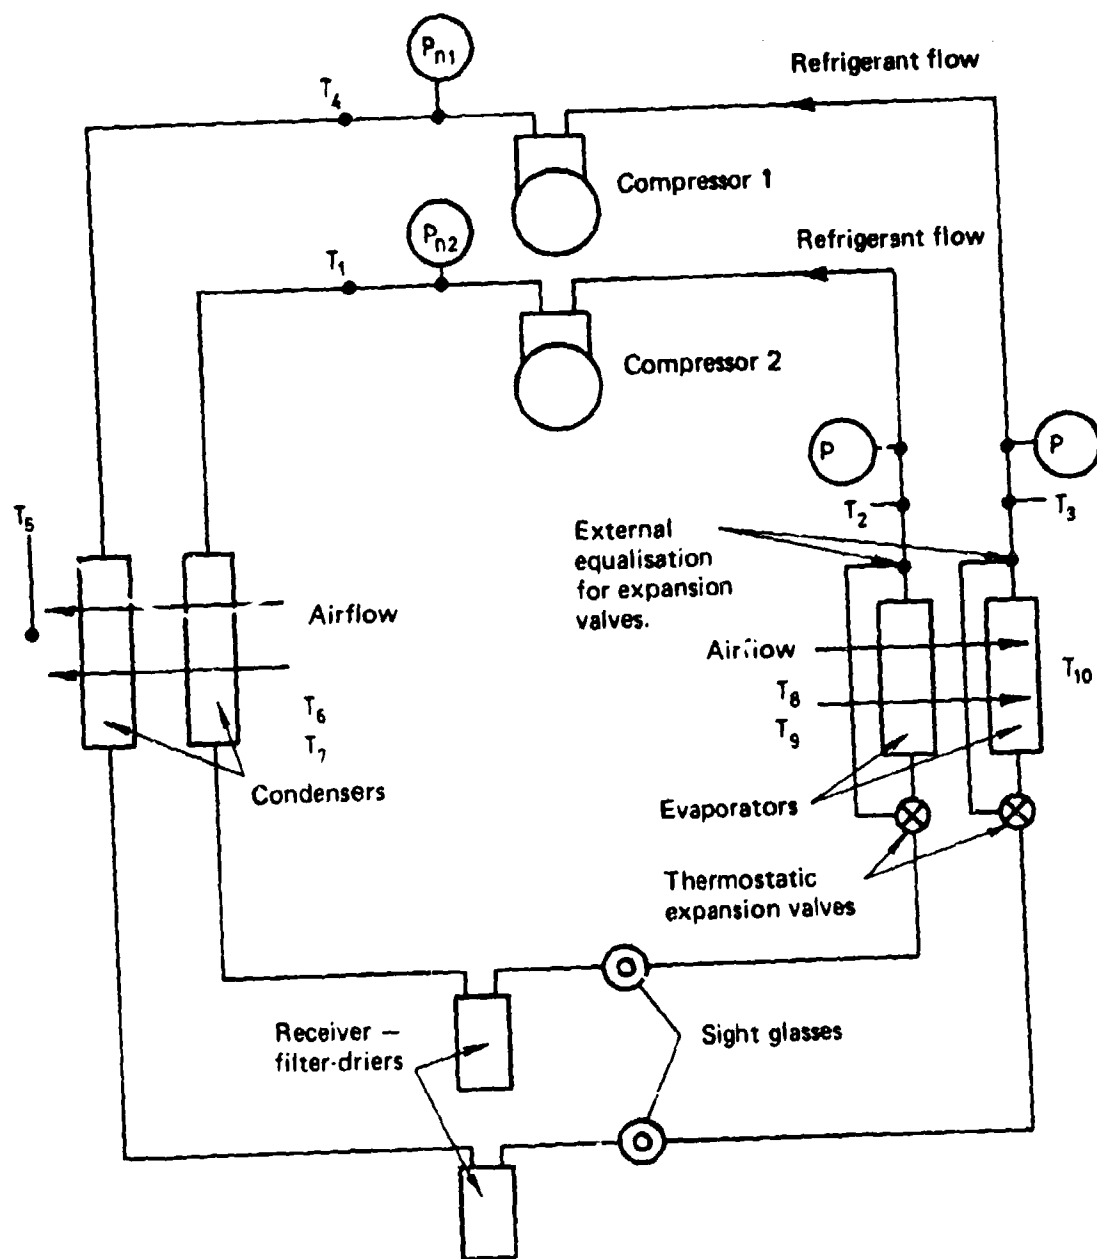 Pn1
Refrigerant flow
T4
Compressor 1
Pn2
Refrigerant flow
T1
Compressor 2
P
P
T2
T3
T5
External
equalisation
for expansion
valves.
Airflow
Airflow
T10
T6
T8
T7
T9
Condensers
Evaporators
Thermostatic
expansion valves
Receiver –
filter-driers
Sight glasses